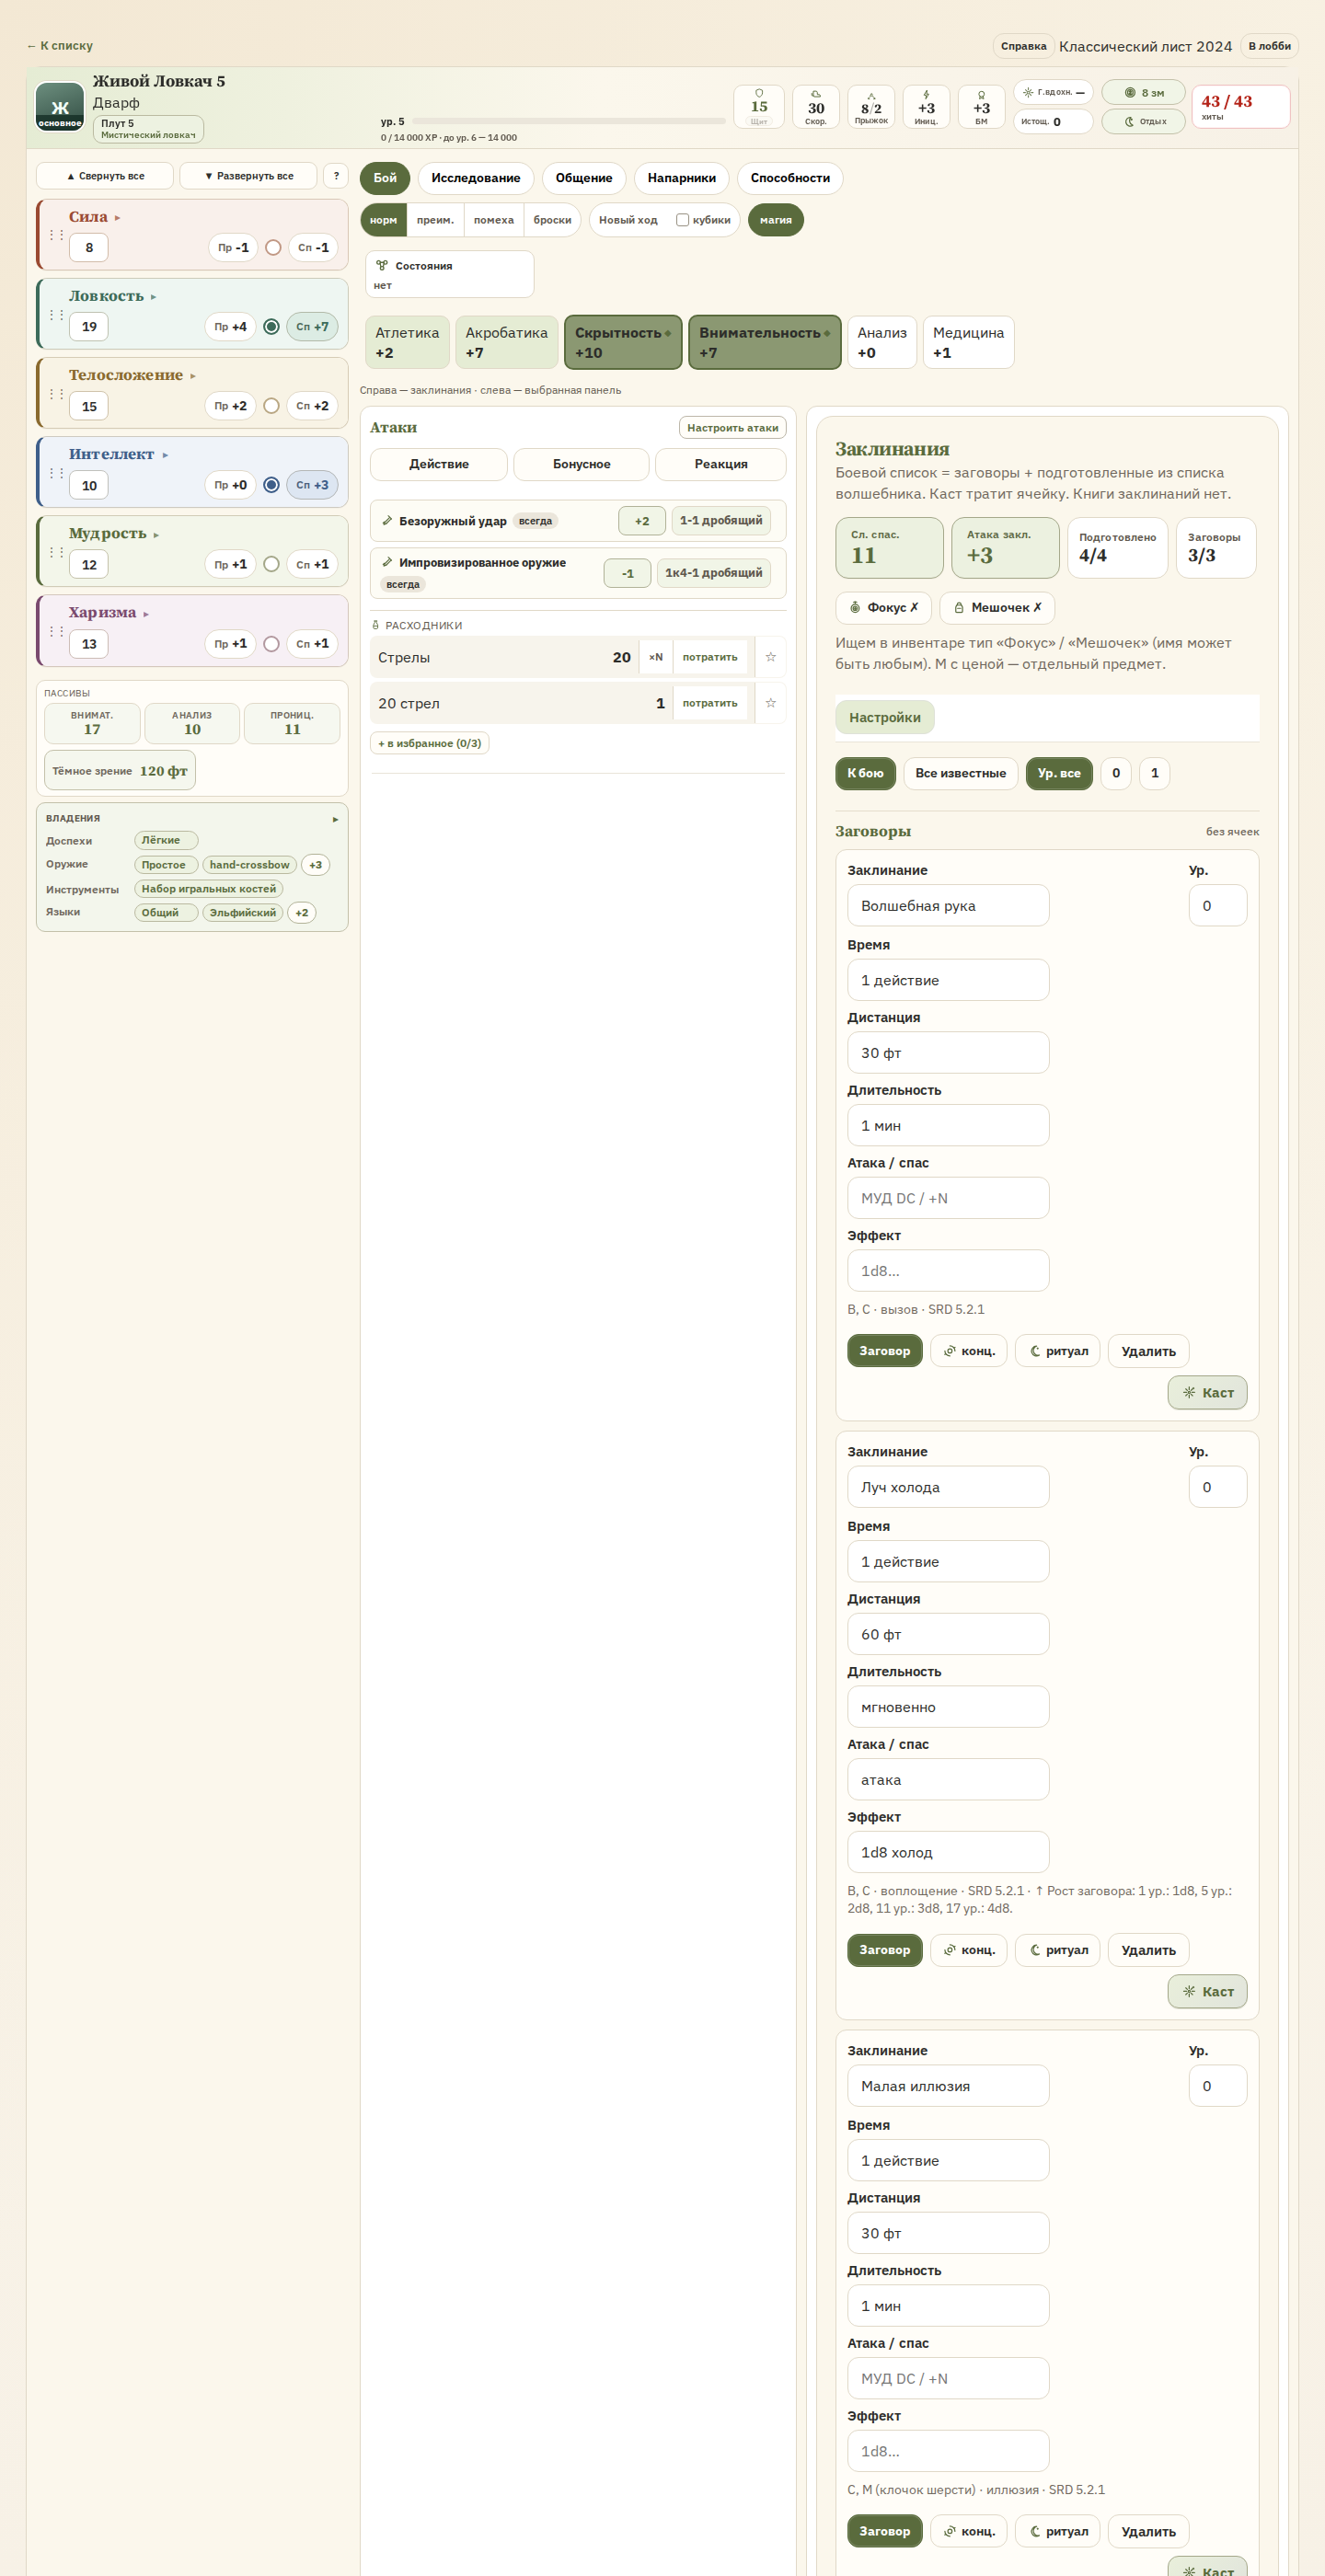 ← К списку
Справка Классический лист 2024 В лобби
Ж
основное
Живой Ловкач 5
Дварф
Плут 5
Мистический ловкач
ур. 5
0 / 14 000 XP · до ур. 6 — 14 000
15
Щит
30
Скор.
8/2
Прыжок
+3
Иниц.
+3
БМ
Г.вдохн. —
Истощ. 0
8 зм
Отдых
43 / 43
хиты
▲ Свернуть все
▼ Развернуть все
?
Сила ▸
8 Пр -1 Сп -1
Ловкость ▸
19 Пр +4 Сп +7
Телосложение ▸
15 Пр +2 Сп +2
Интеллект ▸
10 Пр +0 Сп +3
Мудрость ▸
12 Пр +1 Сп +1
Харизма ▸
13 Пр +1 Сп +1
ПАССИВЫ
ВНИМАТ.
17
АНАЛИЗ
10
ПРОНИЦ.
11
Тёмное зрение 120 фт
ВЛАДЕНИЯ ▸
Доспехи Лёгкие
Оружие Простое hand-crossbow +3
Инструменты Набор игральных костей
Языки Общий Эльфийский +2
Бой Исследование Общение Напарники Способности
норм преим. помеха броски Новый ход кубики магия
Состояния
нет
Атлетика
+2
Акробатика
+7
Скрытность ◆
+10
Внимательность ◆
+7
Анализ
+0
Медицина
+1
Справа — заклинания · слева — выбранная панель
Атаки Настроить атаки
Действие Бонусное Реакция
Безоружный удар всегда +2 1-1 дробящий
Импровизированное оружие
всегда
-1 1к4-1 дробящий
РАСХОДНИКИ
Стрелы 20 ×N потратить ☆
20 стрел 1 потратить ☆
+ в избранное (0/3)
Заклинания
Боевой список = заговоры + подготовленные из списка
волшебника. Каст тратит ячейку. Книги заклинаний нет.
Сл. спас.
11
Атака закл.
+3
Подготовлено
4/4
Заговоры
3/3
Фокус ✗ Мешочек ✗
Ищем в инвентаре тип «Фокус» / «Мешочек» (имя может
быть любым). М с ценой — отдельный предмет.
Настройки
К бою Все известные Ур. все 0 1
Заговоры без ячеек
Заклинание Ур.
Волшебная рука 0
Время
1 действие
Дистанция
30 фт
Длительность
1 мин
Атака / спас
МУД DC / +N
Эффект
1d8...
В, С · вызов · SRD 5.2.1
Заговор конц. ритуал Удалить
Каст
Заклинание Ур.
Луч холода 0
Время
1 действие
Дистанция
60 фт
Длительность
мгновенно
Атака / спас
атака
Эффект
1d8 холод
В, С · воплощение · SRD 5.2.1 · ↑ Рост заговора: 1 ур.: 1d8, 5 ур.:
2d8, 11 ур.: 3d8, 17 ур.: 4d8.
Заговор конц. ритуал Удалить
Каст
Заклинание Ур.
Малая иллюзия 0
Время
1 действие
Дистанция
30 фт
Длительность
1 мин
Атака / спас
МУД DC / +N
Эффект
1d8...
С, М (клочок шерсти) · иллюзия · SRD 5.2.1
Заговор конц. ритуал Удалить
Каст